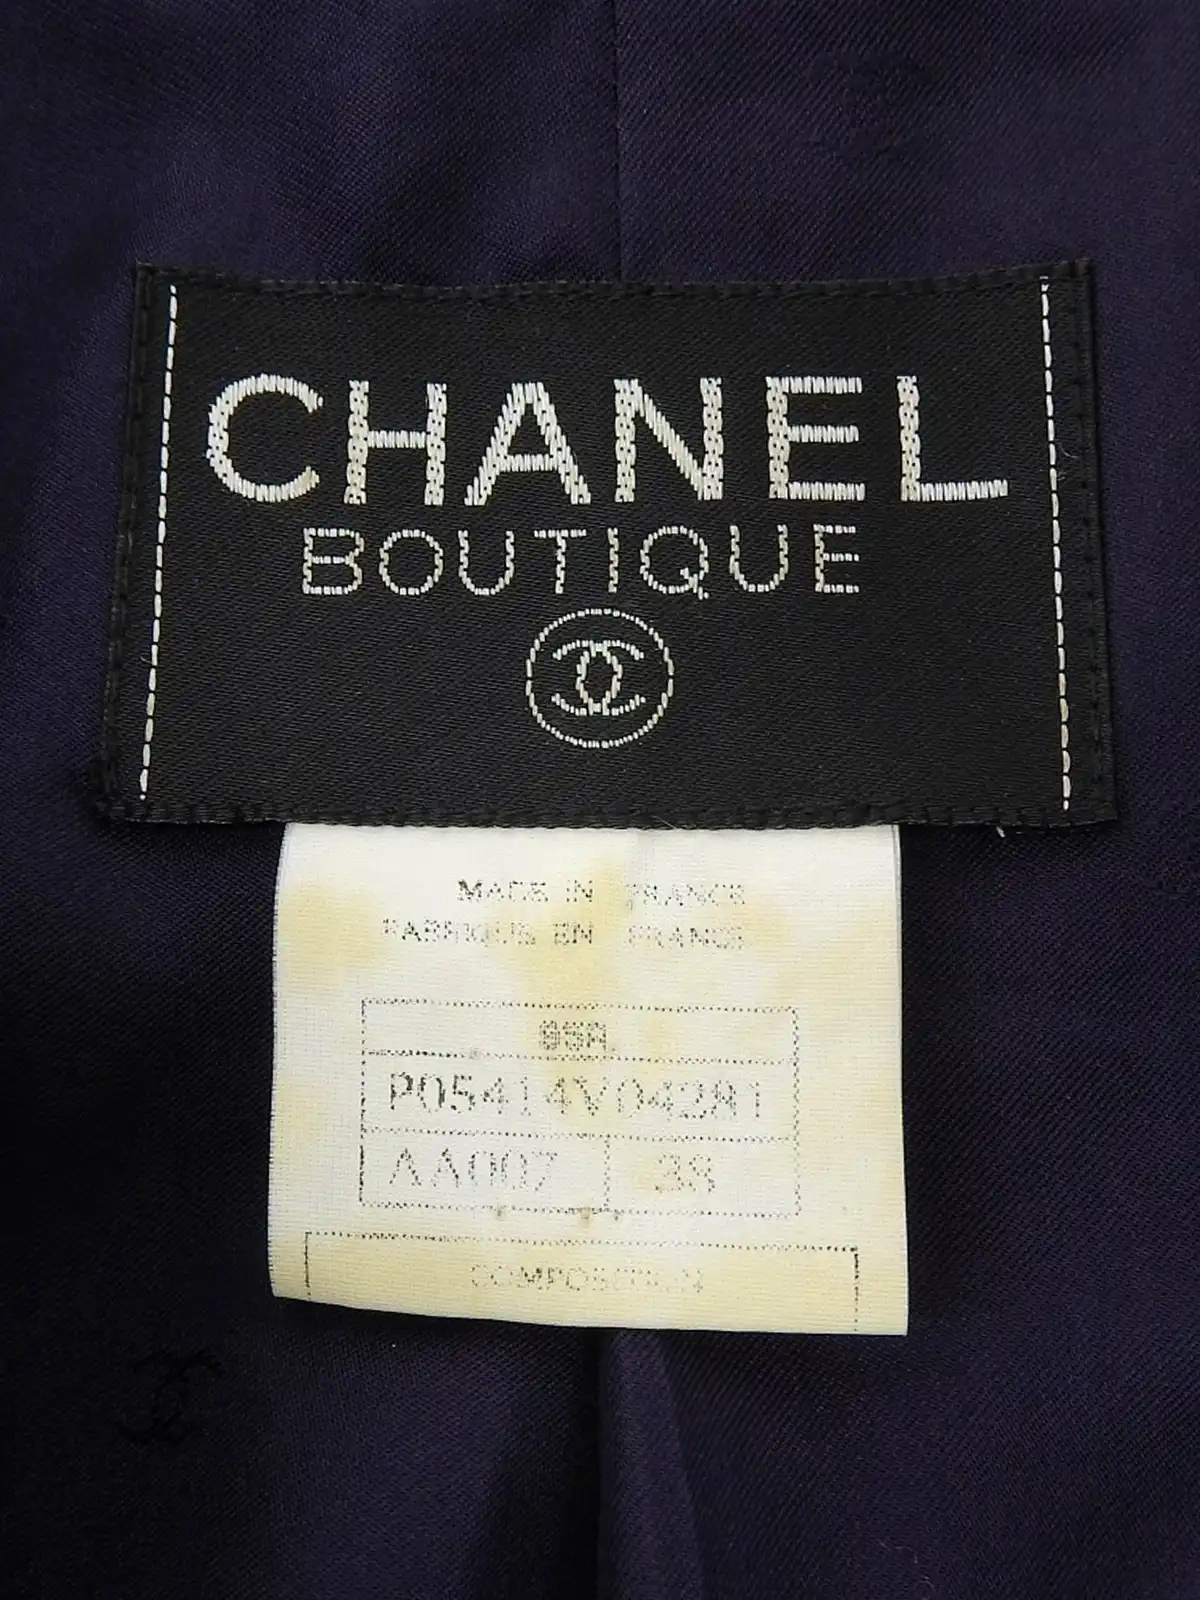 CHANEL
BOUTIQUE
MADE IN FRANCE
FABRIQUE EN FRANCE
95A
P05414V04281
AA007 38
COMPOSITION